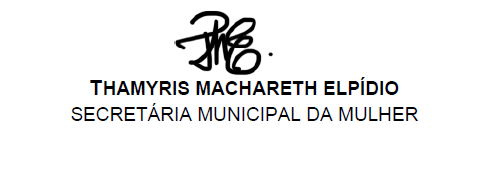 THAMYRIS MACHARETH ELPÍDIO
SECRETÁRIA MUNICIPAL DA MULHER